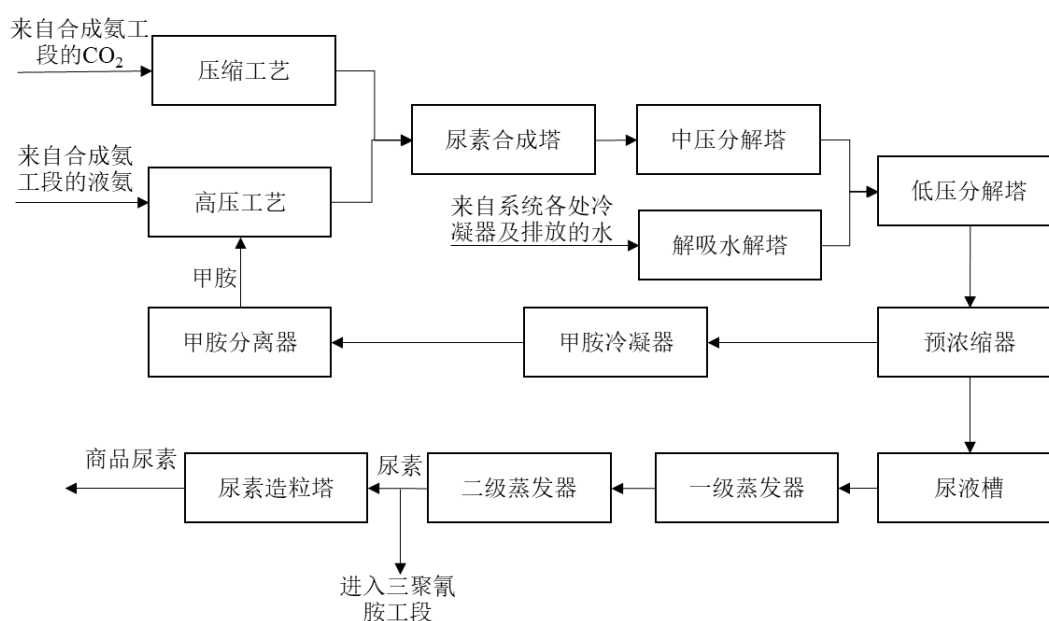 来自合成氨工
段的CO₂
压缩工艺
尿素合成塔
中压分解塔
来自合成氨
工段的液氨
高压工艺
低压分解塔
来自系统各处冷
凝器及排放的水
解吸水解塔
甲胺
甲胺分离器
甲胺冷凝器
预浓缩器
商品尿素
尿素造粒塔
尿素
二级蒸发器
一级蒸发器
尿液槽
进入三聚氰
胺工段